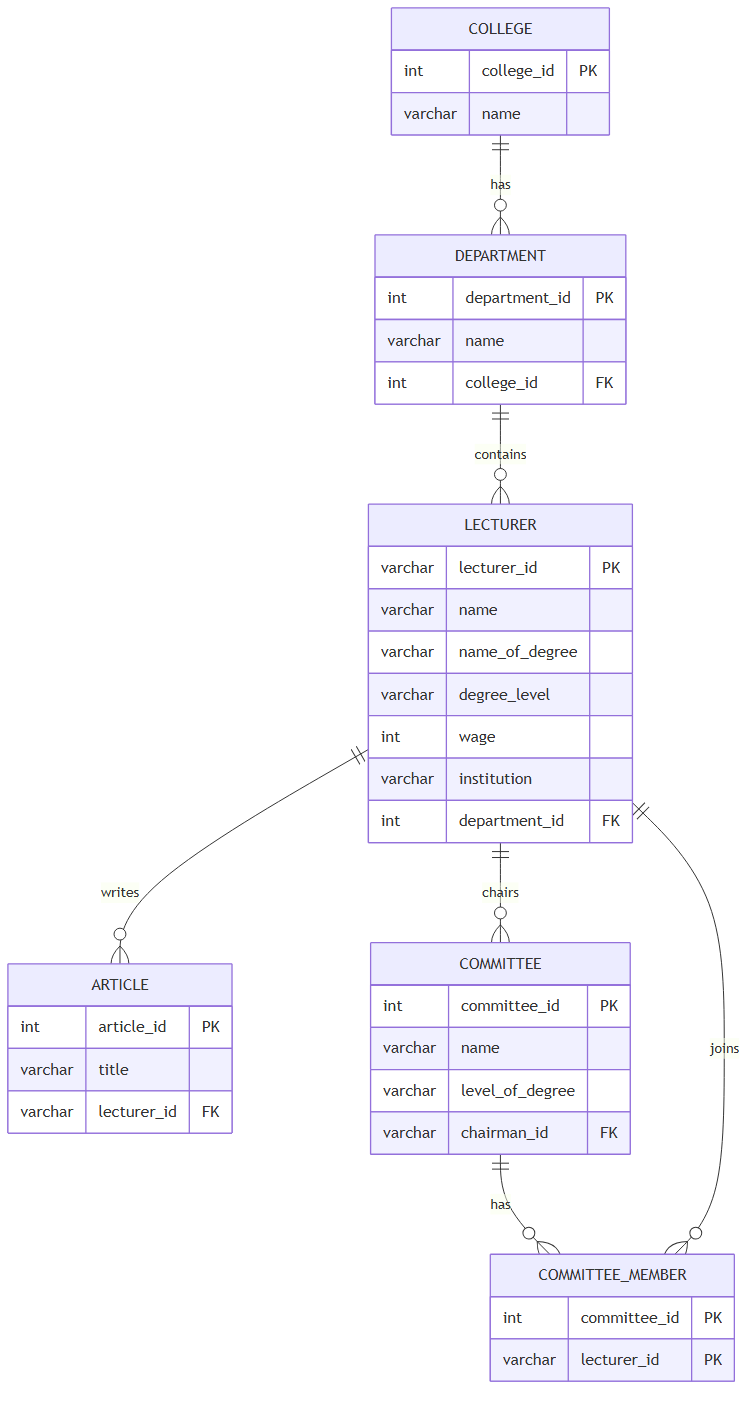 COLLEGE
int college_id PK
varchar name
has
DEPARTMENT
int department_id PK
varchar name
int college_id FK
contains
LECTURER
varchar lecturer_id PK
varchar name
varchar name_of_degree
varchar degree_level
int wage
varchar institution
int department_id FK
writes
chairs
ARTICLE
int article_id PK
varchar title
varchar lecturer_id FK
COMMITTEE
int committee_id PK
varchar name
varchar level_of_degree
varchar chairman_id FK
joins
has
COMMITTEE_MEMBER
int committee_id PK
varchar lecturer_id PK